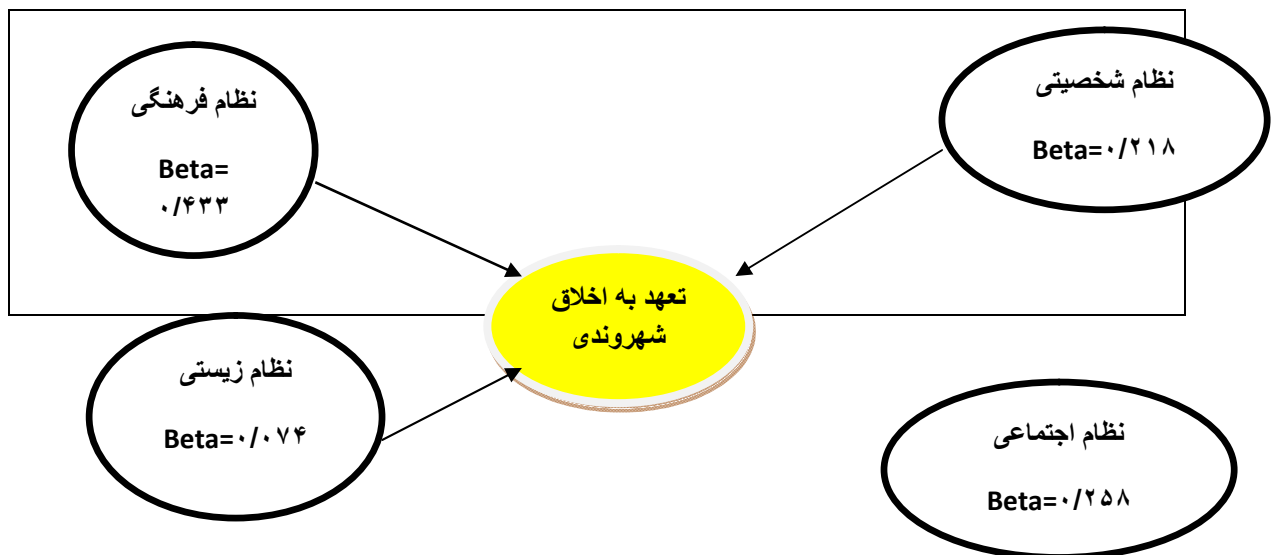 نظام شخصیتی
Beta=۰/۲۱۸
نظام فرهنگی
Beta=
۰/۴۳۳
تعهد به اخلاق
شهروندی
نظام زیستی
Beta=۰/۰۷۴
نظام اجتماعی
Beta=۰/۲۵۸